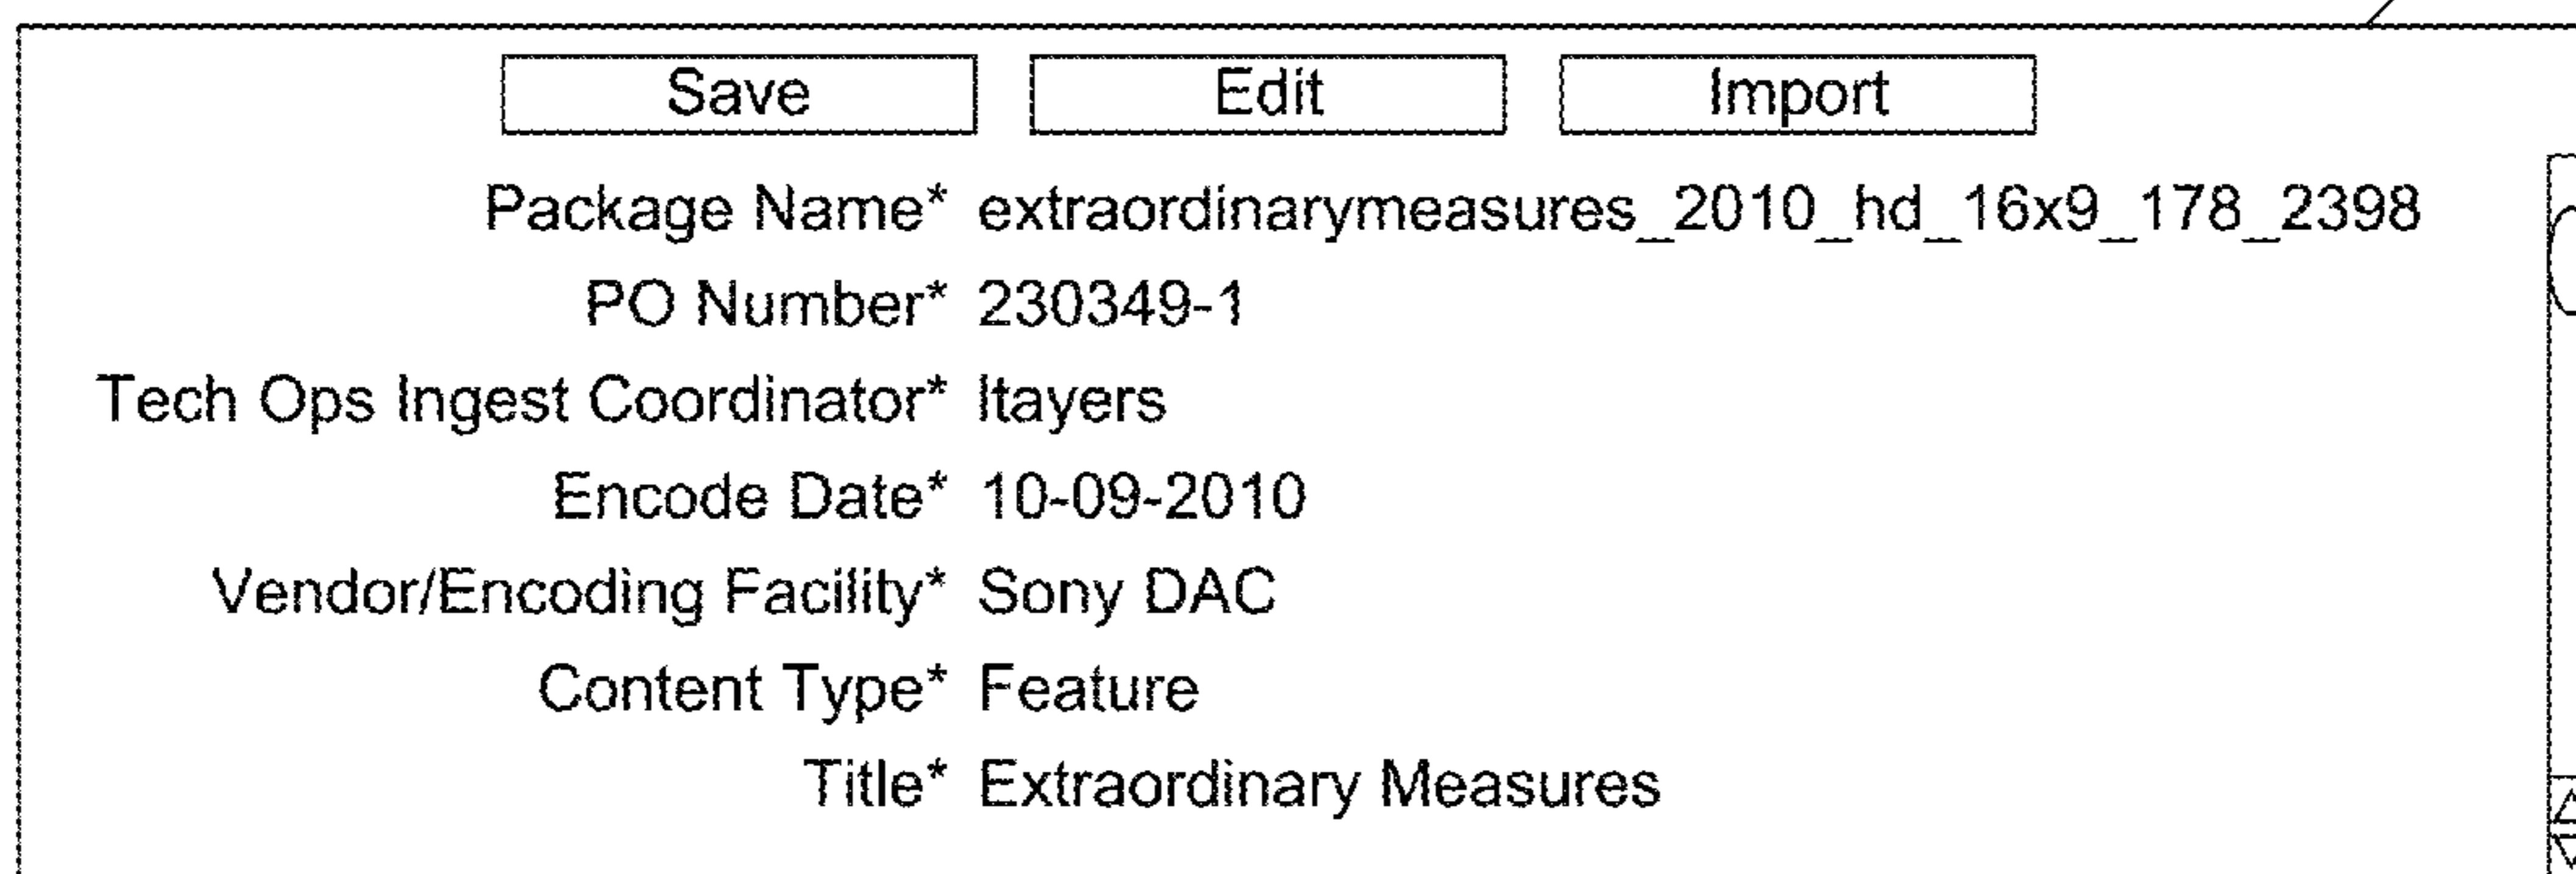 Save Edit Import
Package Name* extraordinarymeasures_2010_hd_16x9_178_2398
PO Number* 230349-1
Tech Ops Ingest Coordinator* ltayers
Encode Date* 10-09-2010
Vendor/Encoding Facility* Sony DAC
Content Type* Feature
Title* Extraordinary Measures